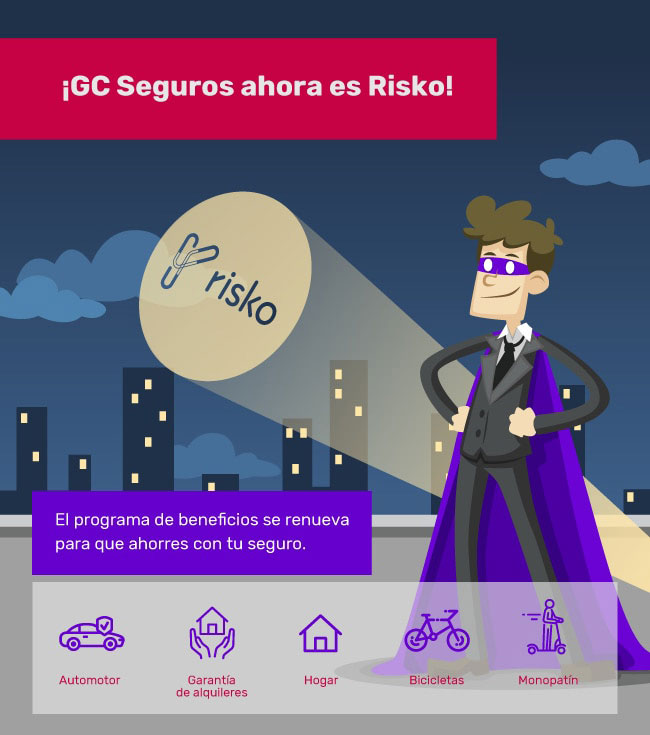 ¡GC Seguros ahora es Risko!
risko
El programa de beneficios se renueva
para que ahorres con tu seguro.
Automotor
Garantía
de alquileres
Hogar
Bicicletas
Monopatín